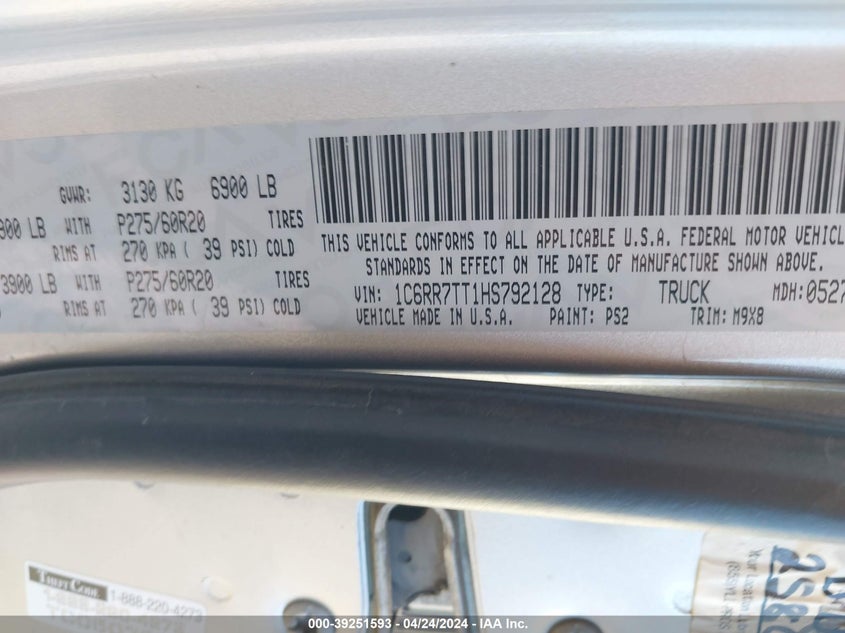 GVWR: 3130 KG 6900 LB
900 LB WITH P275/60R20 TIRES
RIMS AT 270 KPA ( 39 PSI) COLD
3900 LB WITH P275/60R20 TIRES
RIMS AT 270 KPA ( 39 PSI) COLD
THIS VEHICLE CONFORMS TO ALL APPLICABLE U.S.A. FEDERAL MOTOR VEHICL
STANDARDS IN EFFECT ON THE DATE OF MANUFACTURE SHOWN ABOVE.
VIN: 1C6RR7TT1HS792128 TYPE: TRUCK MDH: 0527
VEHICLE MADE IN U.S.A. PAINT: PS2 TRIM: M9X8
1-888-220-4273
000-39251593 - 04/24/2024 - IAA Inc.